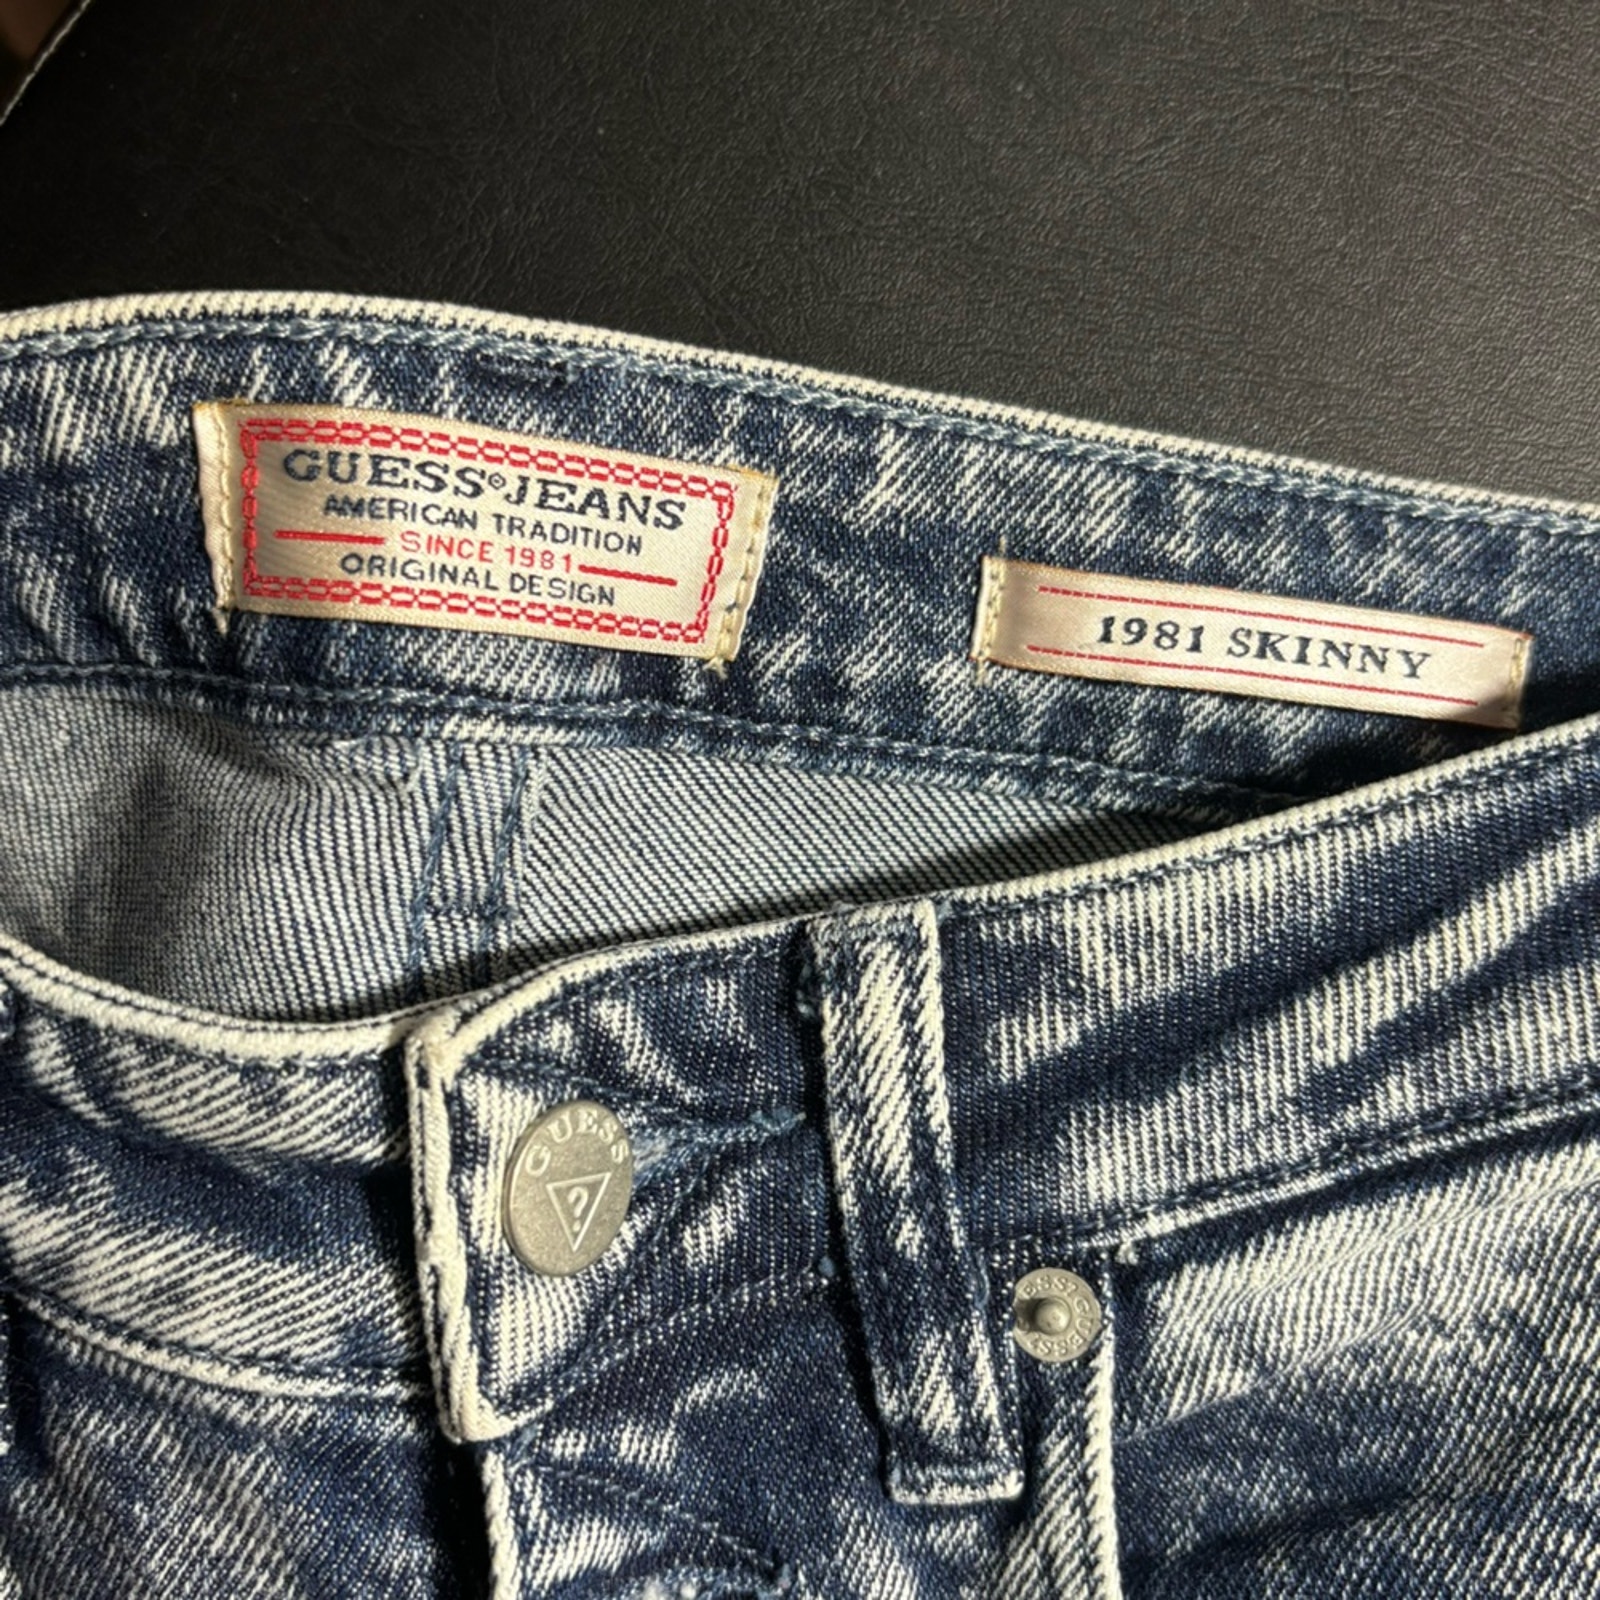 GUESS® JEANS
AMERICAN TRADITION
SINCE 1981
ORIGINAL DESIGN
1981 SKINNY
GUESS
?
GUESS